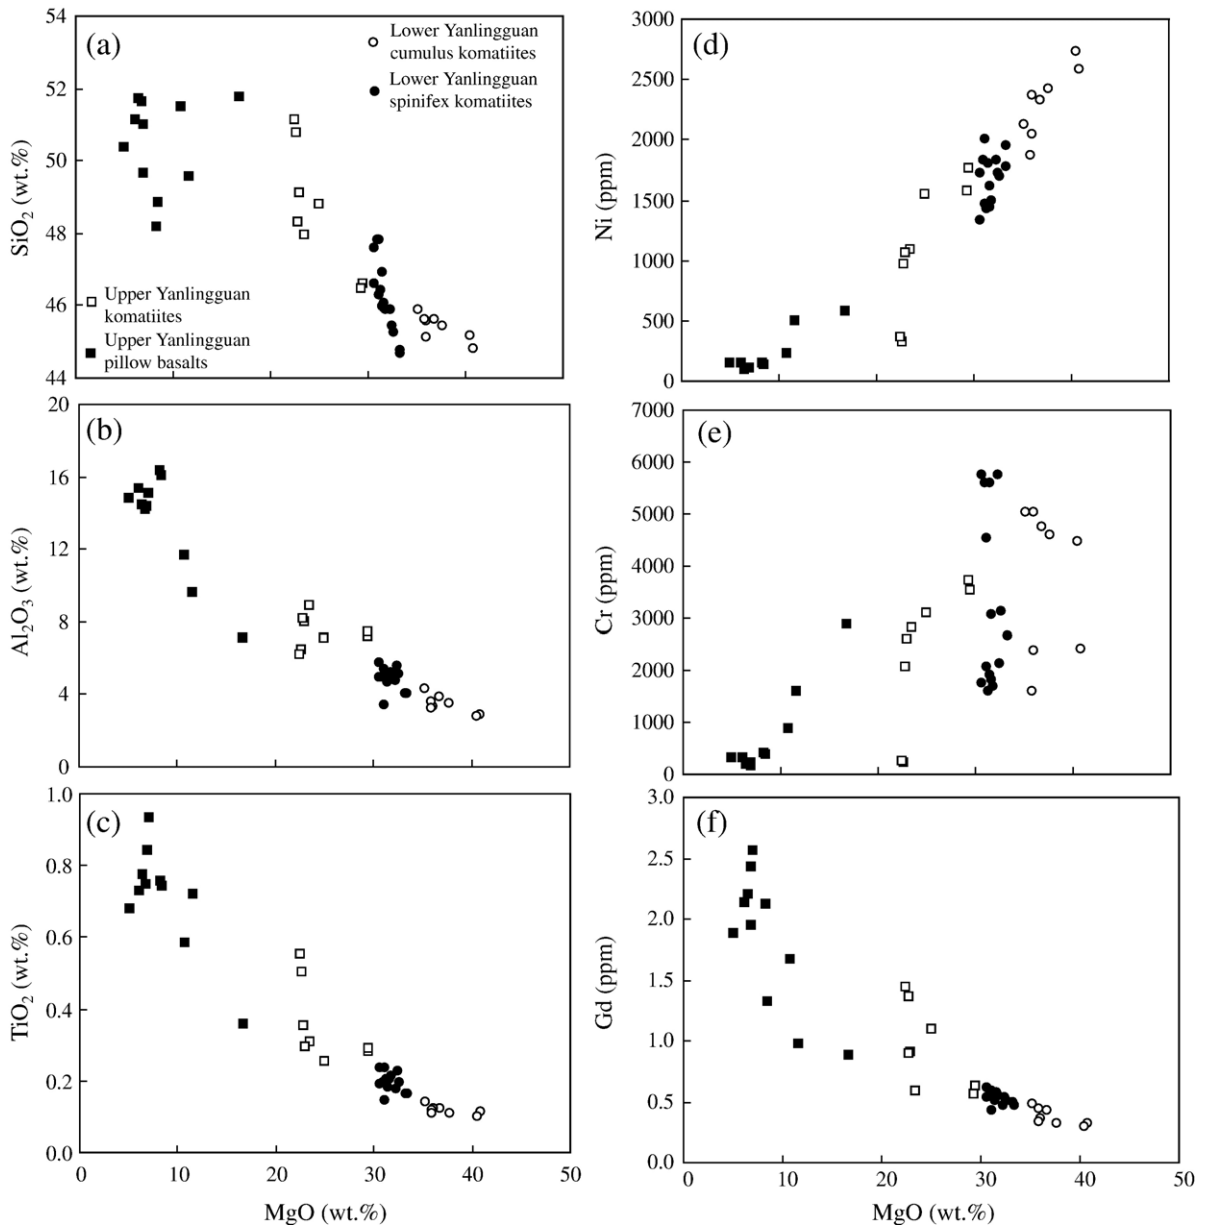 (a)
54
52
50
48
46
44
SiO₂ (wt.%)
Lower Yanlingguan
cumulus komatiites
Lower Yanlingguan
spinifex komatiites
Upper Yanlingguan
komatiites
Upper Yanlingguan
pillow basalts
(d)
3000
2500
2000
1500
1000
500
0
Ni (ppm)
(b)
20
16
12
8
4
0
Al₂O₃ (wt.%)
(e)
7000
6000
5000
4000
3000
2000
1000
0
Cr (ppm)
(c)
1.0
0.8
0.6
0.4
0.2
0.0
TiO₂ (wt.%)
0 10 20 30 40 50
MgO (wt.%)
(f)
3.0
2.5
2.0
1.5
1.0
0.5
0.0
Gd (ppm)
0 10 20 30 40 50
MgO (wt.%)